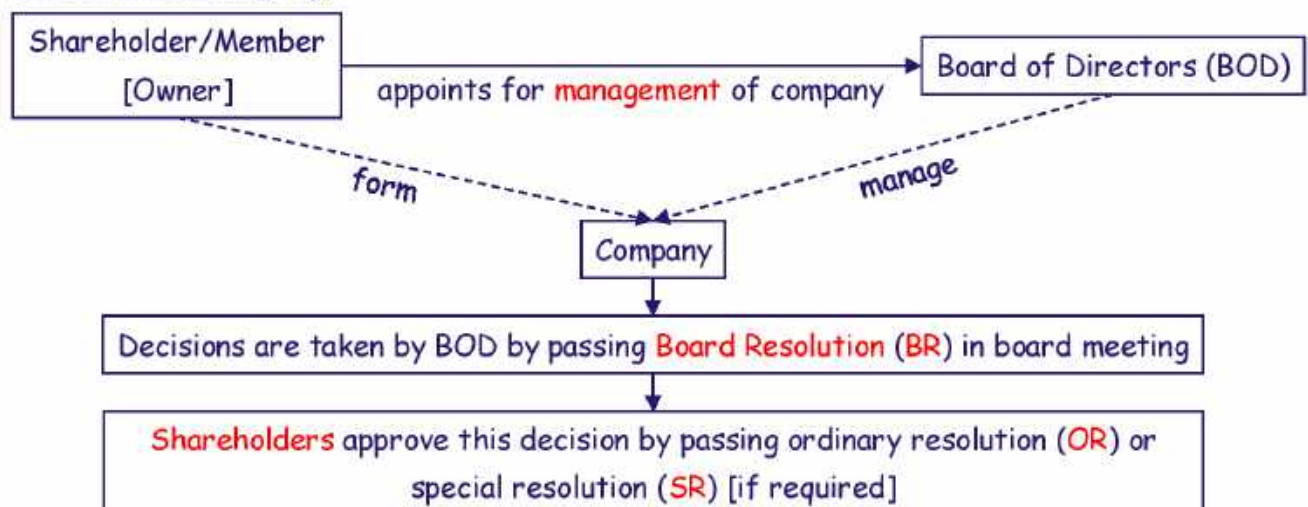 Shareholder/Member
[Owner]
appoints for management of company
Board of Directors (BOD)
form
manage
Company
Decisions are taken by BOD by passing Board Resolution (BR) in board meeting
Shareholders approve this decision by passing ordinary resolution (OR) or
special resolution (SR) [if required]